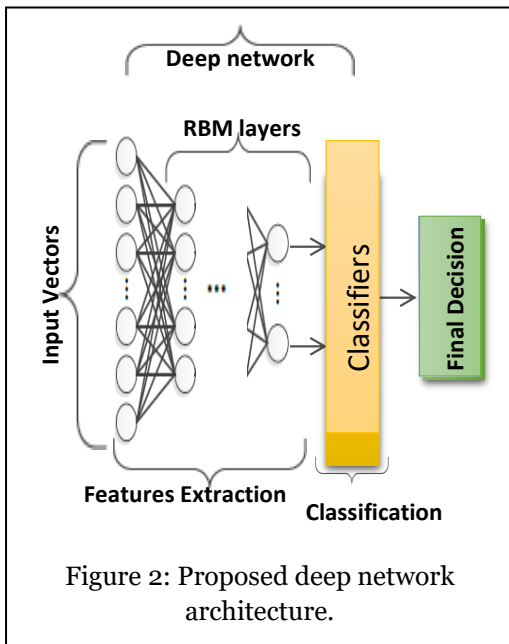 Deep network
RBM layers
Input Vectors
Classifiers
Final Decision
Features Extraction
Classification
Figure 2: Proposed deep network
architecture.